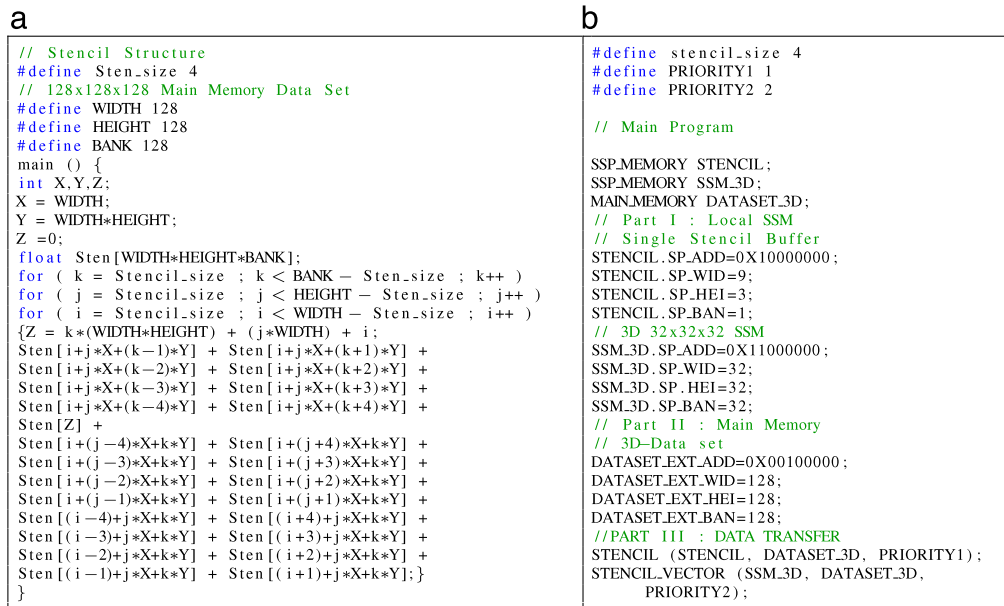 a
// Stencil Structure
#define Sten_size 4
// 128x128x128 Main Memory Data Set
#define WIDTH 128
#define HEIGHT 128
#define BANK 128
main () {
int X,Y,Z;
X = WIDTH;
Y = WIDTH*HEIGHT;
Z =0;
float Sten[WIDTH*HEIGHT*BANK];
for ( k = Stencil_size ; k < BANK − Sten_size ; k++ )
for ( j = Stencil_size ; j < HEIGHT − Sten_size ; j++ )
for ( i = Stencil_size ; i < WIDTH − Sten_size ; i++ )
{Z = k*(WIDTH*HEIGHT) + (j*WIDTH) + i;
Sten[i+j*X+(k−1)*Y] + Sten[i+j*X+(k+1)*Y] +
Sten[i+j*X+(k−2)*Y] + Sten[i+j*X+(k+2)*Y] +
Sten[i+j*X+(k−3)*Y] + Sten[i+j*X+(k+3)*Y] +
Sten[i+j*X+(k−4)*Y] + Sten[i+j*X+(k+4)*Y] +
Sten[Z] +
Sten[i+(j−4)*X+k*Y] + Sten[i+(j+4)*X+k*Y] +
Sten[i+(j−3)*X+k*Y] + Sten[i+(j+3)*X+k*Y] +
Sten[i+(j−2)*X+k*Y] + Sten[i+(j+2)*X+k*Y] +
Sten[i+(j−1)*X+k*Y] + Sten[i+(j+1)*X+k*Y] +
Sten[(i−4)+j*X+k*Y] + Sten[(i+4)+j*X+k*Y] +
Sten[(i−3)+j*X+k*Y] + Sten[(i+3)+j*X+k*Y] +
Sten[(i−2)+j*X+k*Y] + Sten[(i+2)+j*X+k*Y] +
Sten[(i−1)+j*X+k*Y] + Sten[(i+1)+j*X+k*Y];}
}
b
#define stencil_size 4
#define PRIORITY1 1
#define PRIORITY2 2
// Main Program
SSP_MEMORY STENCIL;
SSP_MEMORY SSM_3D;
MAIN_MEMORY DATASET_3D;
// Part I : Local SSM
// Single Stencil Buffer
STENCIL.SP_ADD=0X10000000;
STENCIL.SP_WID=9;
STENCIL.SP_HEI=3;
STENCIL.SP_BAN=1;
// 3D 32x32x32 SSM
SSM_3D.SP_ADD=0X11000000;
SSM_3D.SP_WID=32;
SSM_3D.SP.HEI=32;
SSM_3D.SP_BAN=32;
// Part II : Main Memory
// 3D−Data set
DATASET_EXT_ADD=0X00100000;
DATASET_EXT_WID=128;
DATASET_EXT_HEI=128;
DATASET_EXT_BAN=128;
//PART III : DATA TRANSFER
STENCIL (STENCIL, DATASET_3D, PRIORITY1);
STENCIL_VECTOR (SSM_3D, DATASET_3D,
PRIORITY2);